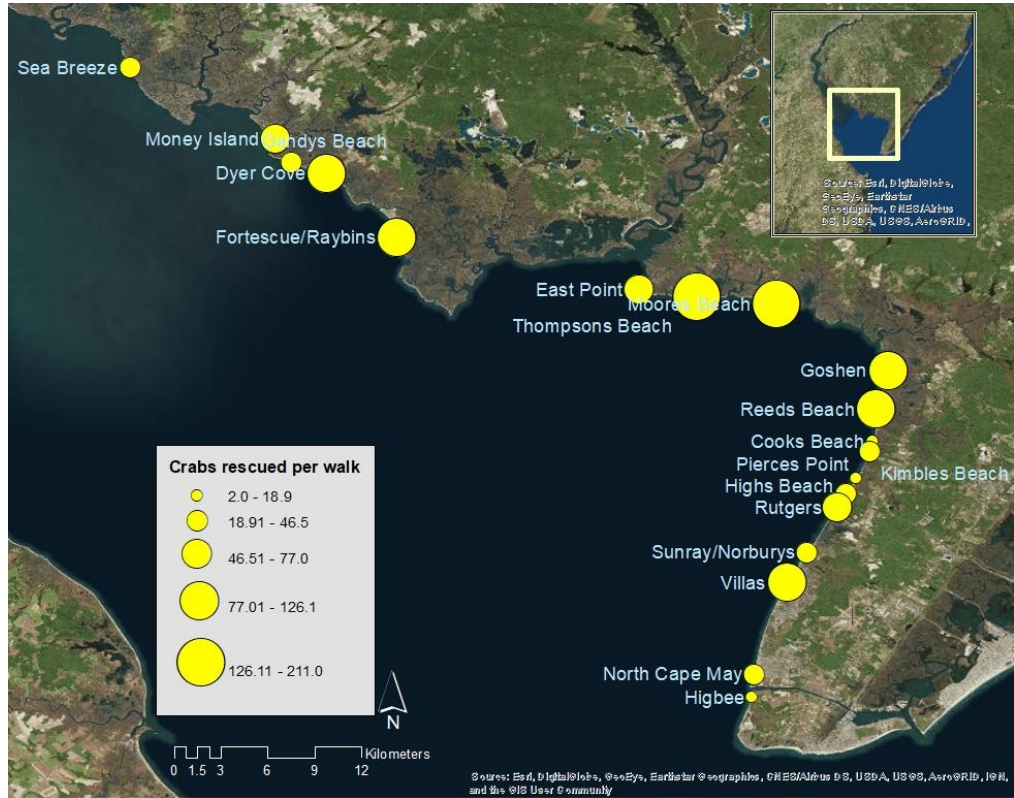 Sea Breeze
Money Island
Gandys Beach
Dyer Cove
Fortescue/Raybins
East Point
Moores Beach
Thompsons Beach
Goshen
Reeds Beach
Cooks Beach
Pierces Point
Kimbles Beach
Highs Beach
Rutgers
Sunray/Norburys
Villas
North Cape May
Higbee
Crabs rescued per walk
2.0 - 18.9
18.91 - 46.5
46.51 - 77.0
77.01 - 126.1
126.11 - 211.0
N
Kilometers
0 1.5 3 6 9 12
Source: Esri, DigitalGlobe,
GeoEye, Earthstar
Geographics, CNES/Airbus
DS, USDA, USGS, AeroGRID,
Source: Esri, DigitalGlobe, GeoEye, Earthstar Geographics, CNES/Airbus DS, USDA, USGS, AeroGRID, IGN,
and the GIS User Community